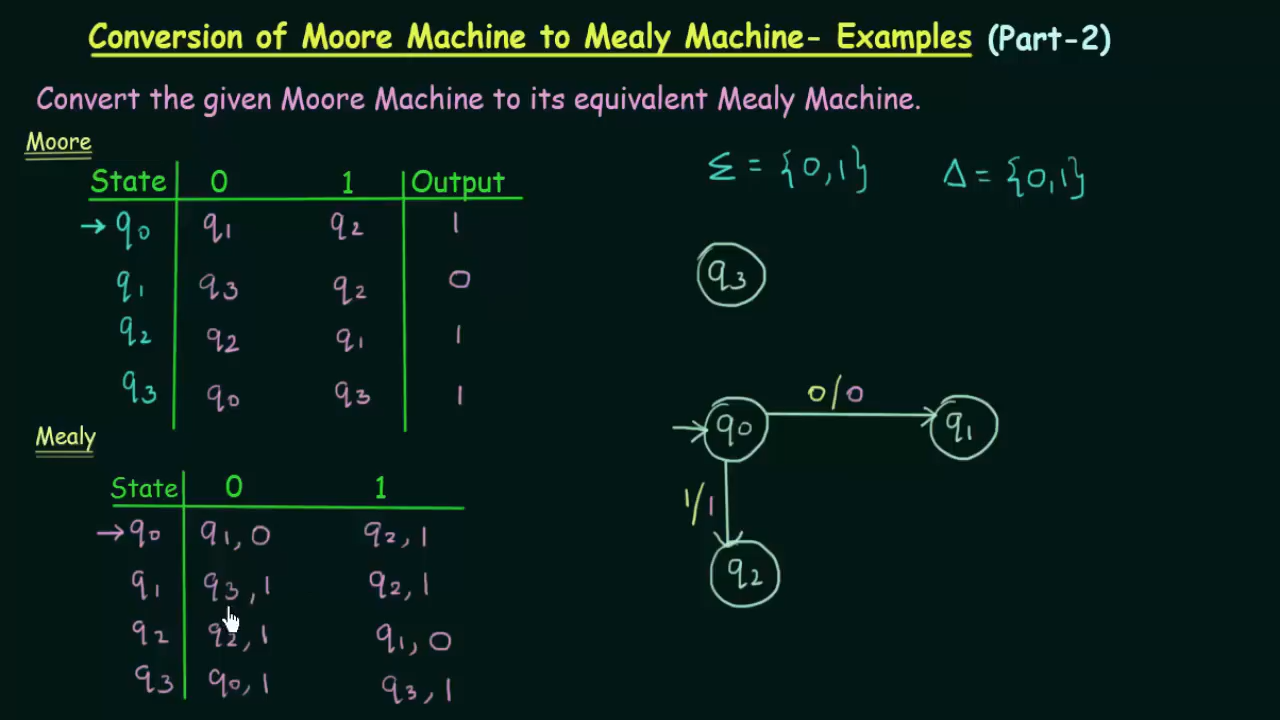 Conversion of Moore Machine to Mealy Machine- Examples (Part-2)
Convert the given Moore Machine to its equivalent Mealy Machine.
Moore
State 0 1 Output
→ q0 q1 q2 1
q1 q3 q2 0
q2 q2 q1 1
q3 q0 q3 1
Mealy
State 0 1
→ q0 q1, 0 q2, 1
q1 q3, 1 q2, 1
q2 q2, 1 q1, 0
q3 q0, 1 q3, 1
Σ = {0,1} Δ = {0,1}
q3
0/0
q0 q1
1/1
q2